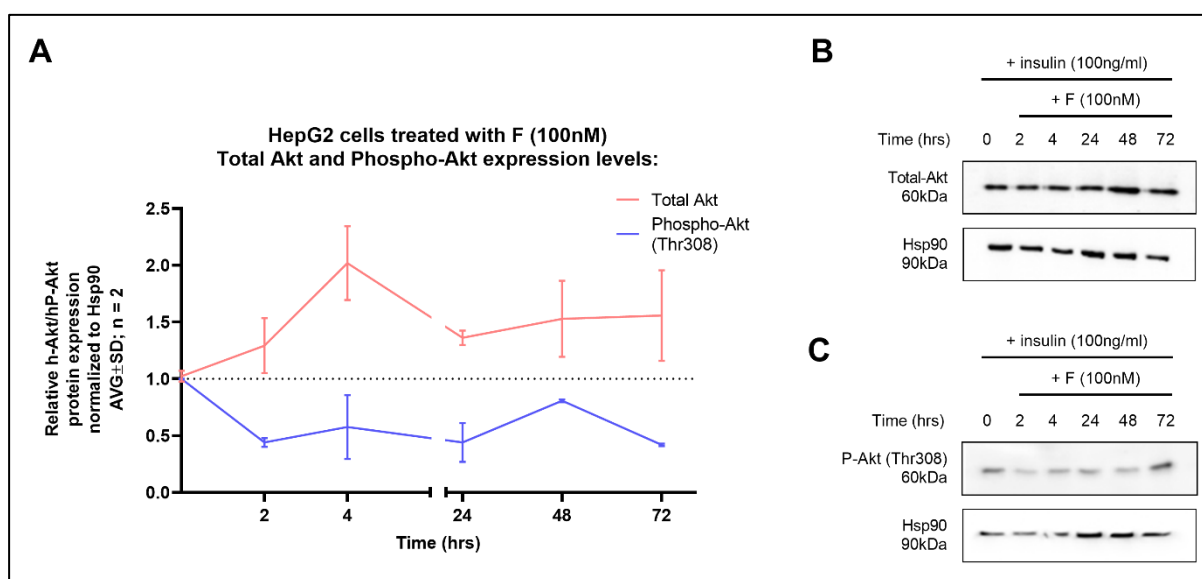 A
HepG2 cells treated with F (100nM)
Total Akt and Phospho-Akt expression levels:
Total Akt
Phospho-Akt
(Thr308)
Relative h-Akt/hP-Akt
protein expression
normalized to Hsp90
AVG±SD; n = 2
2.5
2.0
1.5
1.0
0.5
0.0
2 4 24 48 72
Time (hrs)
B
+ insulin (100ng/ml)
+ F (100nM)
Time (hrs) 0 2 4 24 48 72
Total-Akt
60kDa
Hsp90
90kDa
C
+ insulin (100ng/ml)
+ F (100nM)
Time (hrs) 0 2 4 24 48 72
P-Akt (Thr308)
60kDa
Hsp90
90kDa